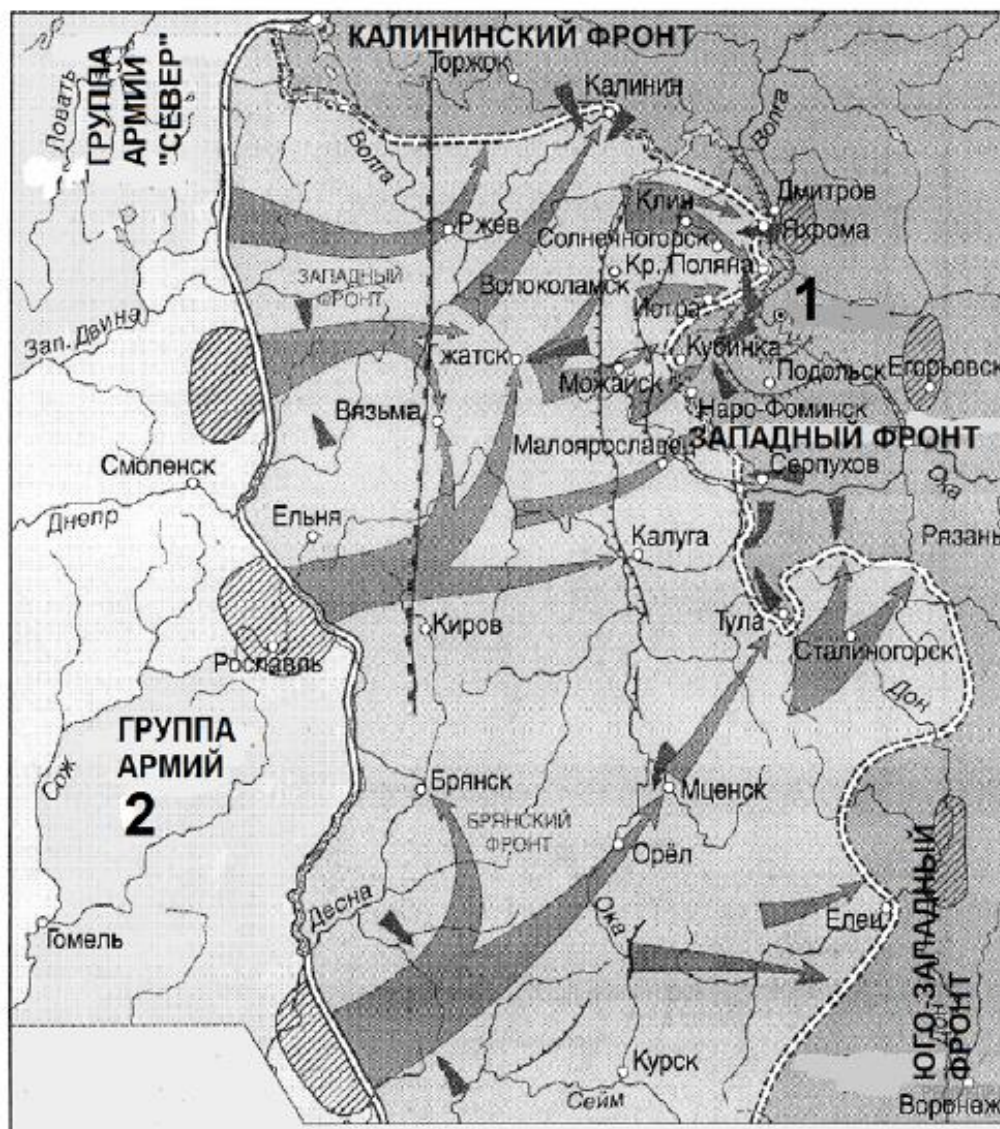 КАЛИНИНСКИЙ ФРОНТ
Торжок
Калинин
ГРУППА
АРМИЙ
"СЕВЕР"
Ловать
Волга
Волга
Дмитров
Клин
Яхрома
Ржев
Солнечногорск
ЗАПАДНЫЙ
ФРОНТ
Кр. Поляна
Волоколамск
Истра
1
Зап. Двина
Гжатск
Кубинка
Можайск
Подольск
Егорьевск
Наро-Фоминск
Вязьма
Малоярославец
ЗАПАДНЫЙ ФРОНТ
Смоленск
Серпухов
Ока
Днепр
Ельня
Калуга
Рязань
Киров
Тула
Рославль
Сталиногорск
Дон
ГРУППА
АРМИЙ
2
Сож
Брянск
Мценск
БРЯНСКИЙ
ФРОНТ
Орёл
Десна
Ока
Елец
Гомель
ЮГО-ЗАПАДНЫЙ
ФРОНТ
Дон
Курск
Сейм
Воронеж